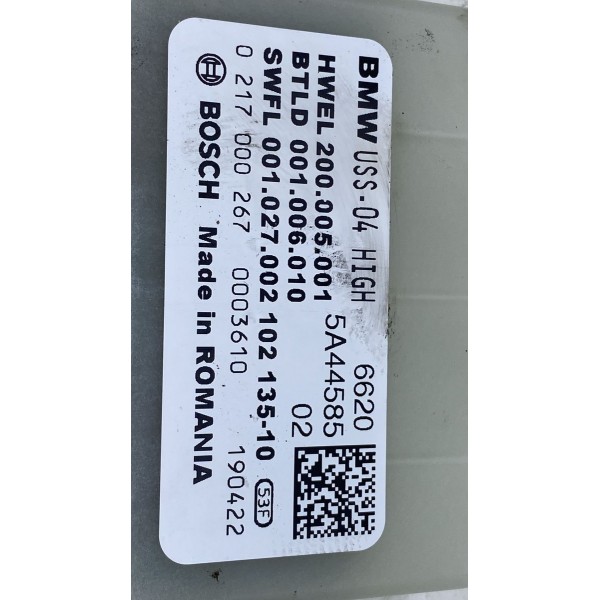 BMW USS-04 HIGH 6620
HWEL 200.005.001 5A44585
BTLD 001.006.010 02
SWFL 001.027.002 102 135-10 53F
0 217 000 267 0003610 190422
BOSCH Made in ROMANIA